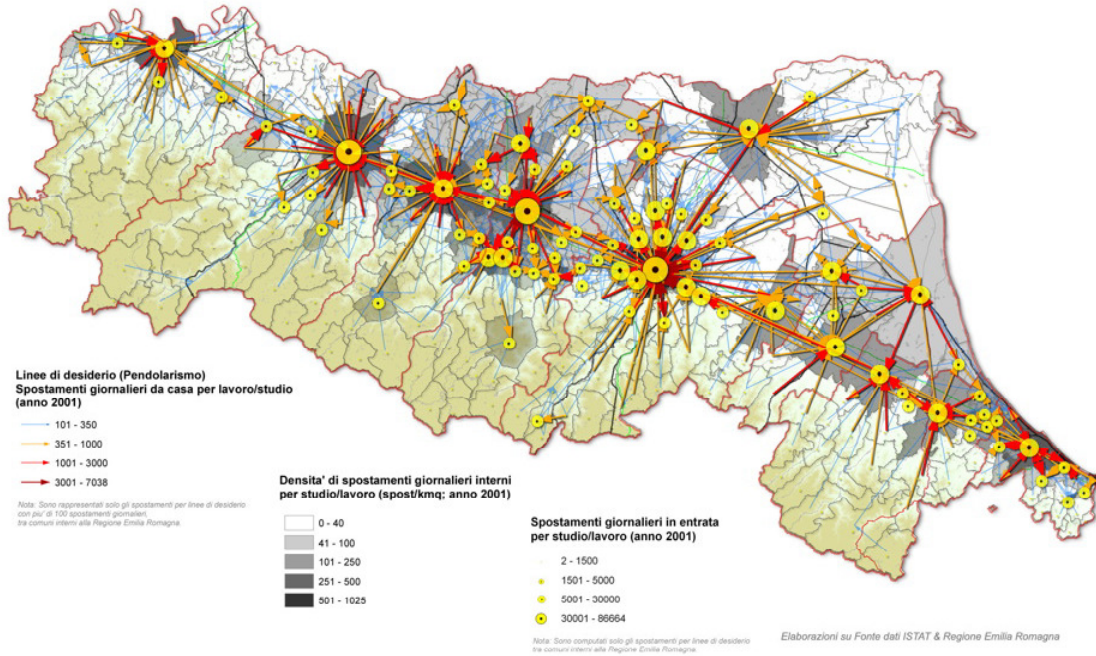 Linee di desiderio (Pendolarismo)
Spostamenti giornalieri da casa per lavoro/studio
(anno 2001)
101 - 350
351 - 1000
1001 - 3000
3001 - 7038
Nota: Sono rappresentati solo gli spostamenti per linee di desiderio
con piu' di 100 spostamenti giornalieri,
tra comuni interni alla Regione Emilia Romagna.
Densita' di spostamenti giornalieri interni
per studio/lavoro (spost/kmq; anno 2001)
0 - 40
41 - 100
101 - 250
251 - 500
501 - 1025
Spostamenti giornalieri in entrata
per studio/lavoro (anno 2001)
2 - 1500
1501 - 5000
5001 - 30000
30001 - 86664
Nota: Sono computati solo gli spostamenti per linee di desiderio
tra comuni interni alla Regione Emilia Romagna.
Elaborazioni su Fonte dati ISTAT & Regione Emilia Romagna